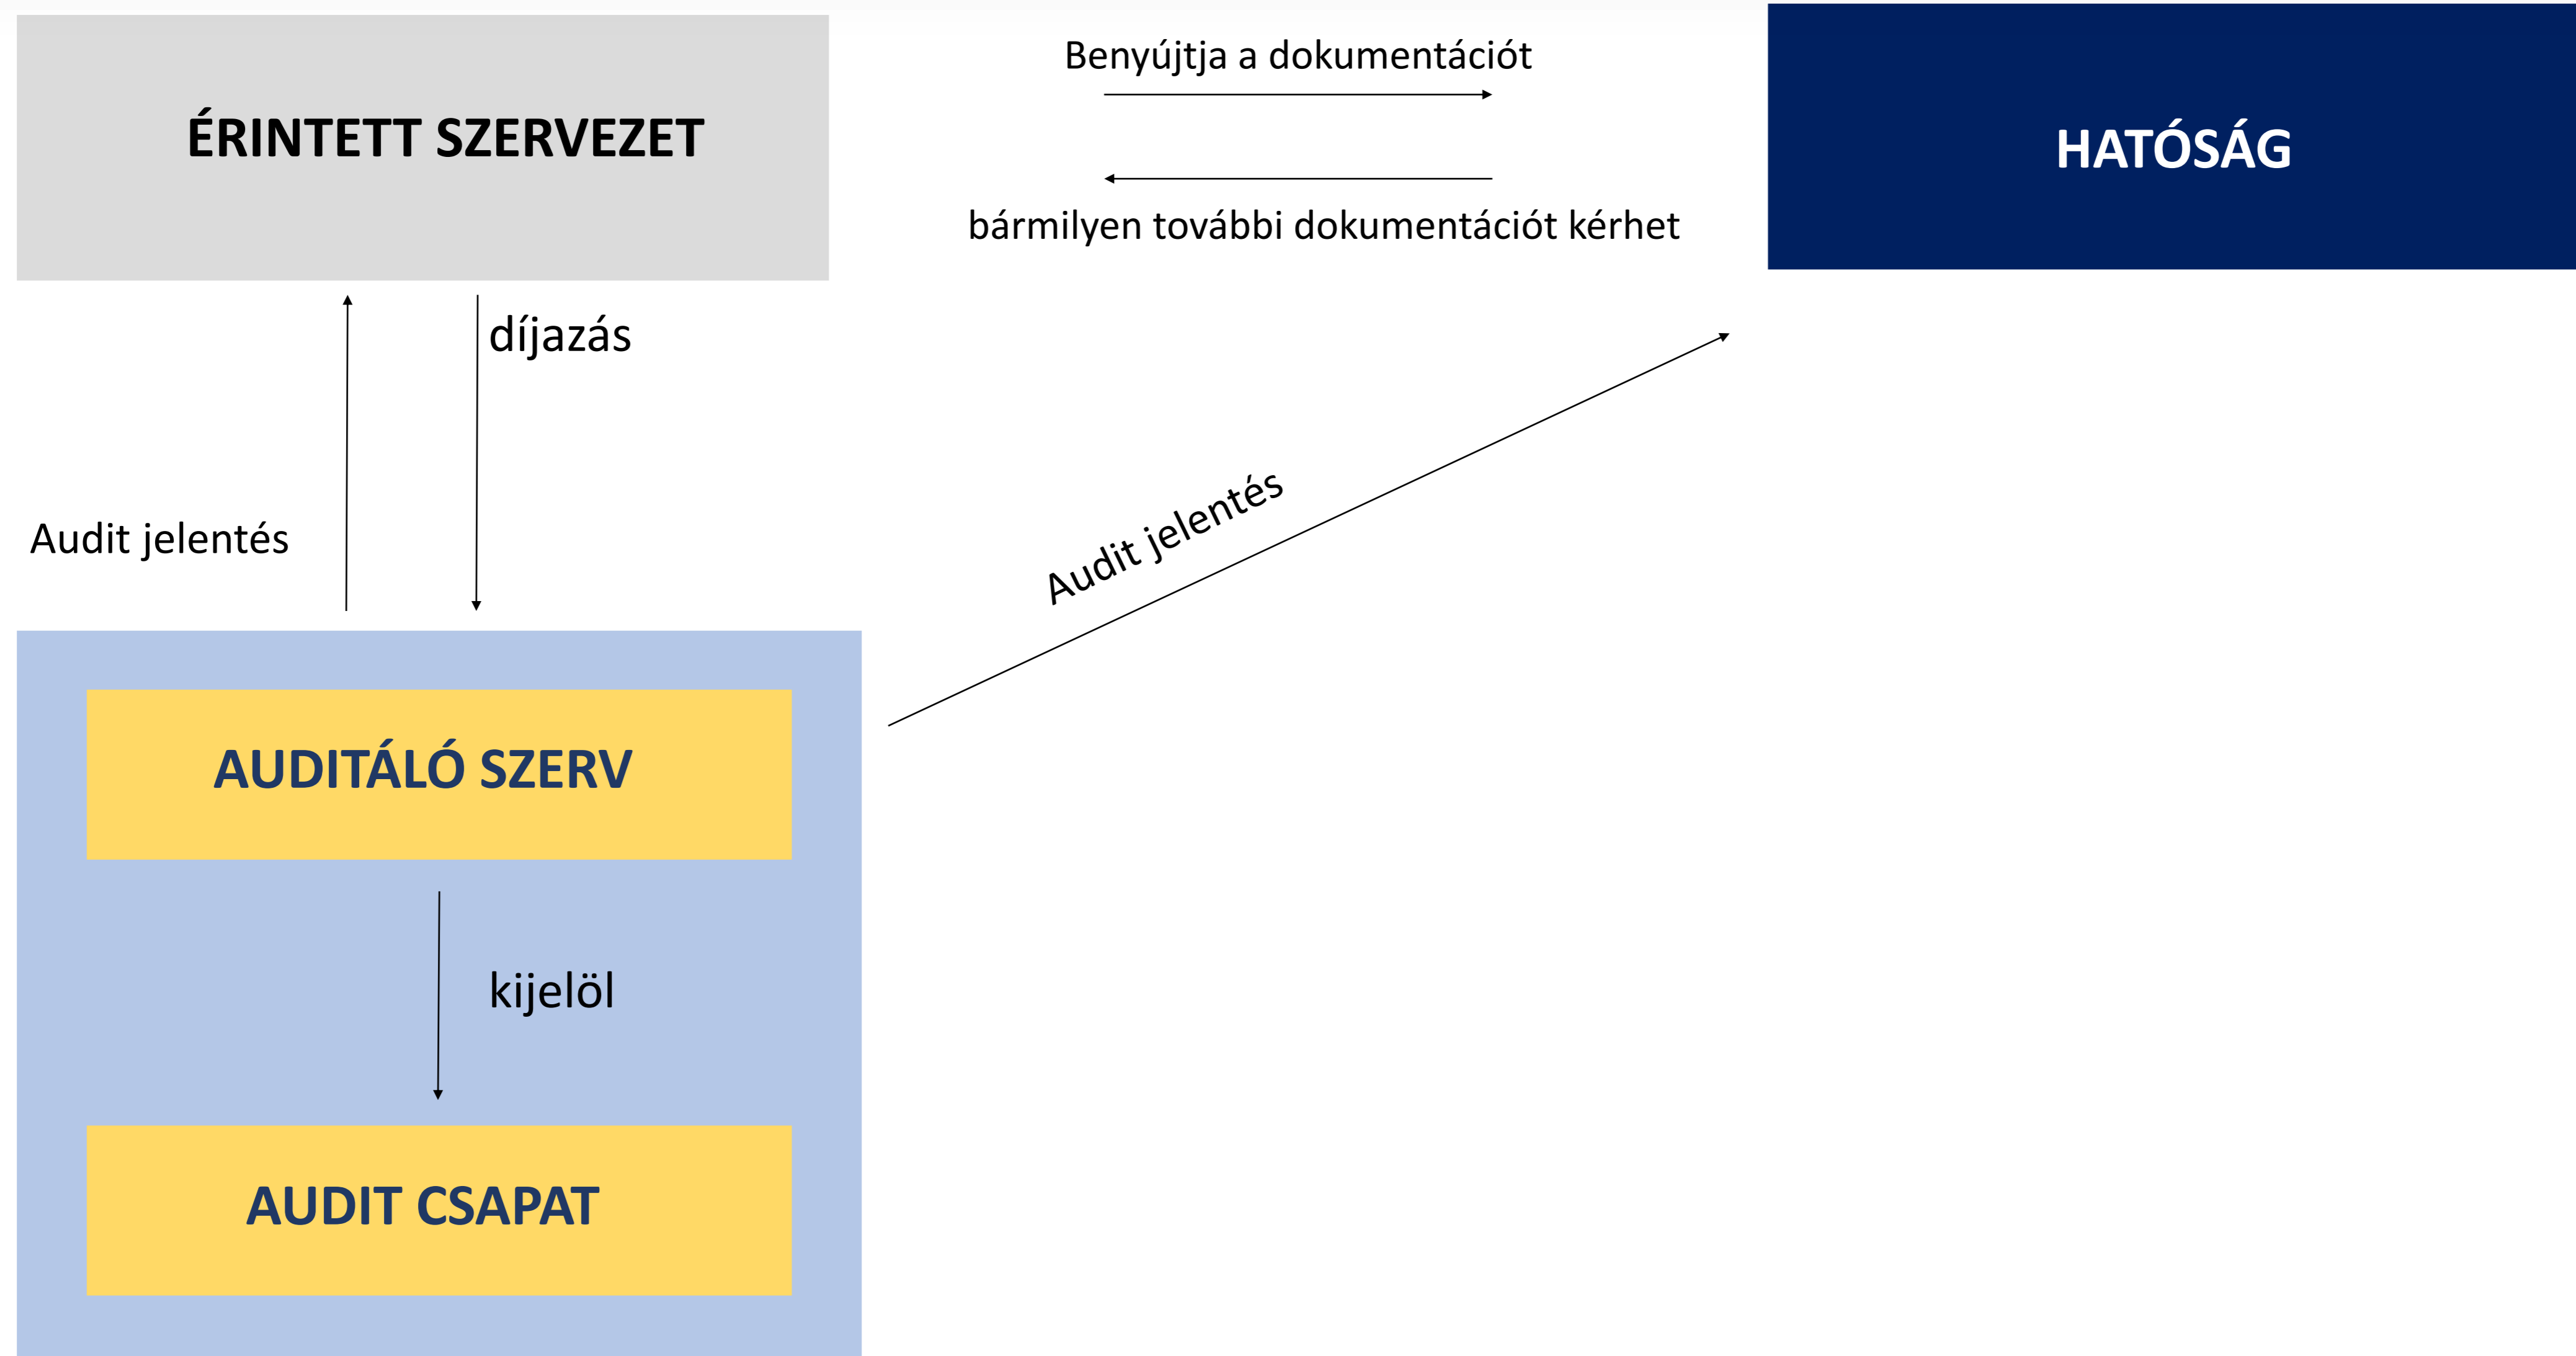 ÉRINTETT SZERVEZET
Benyújtja a dokumentációt
bármilyen további dokumentációt kérhet
HATÓSÁG
díjazás
Audit jelentés
Audit jelentés
AUDITÁLÓ SZERV
kijelöl
AUDIT CSAPAT